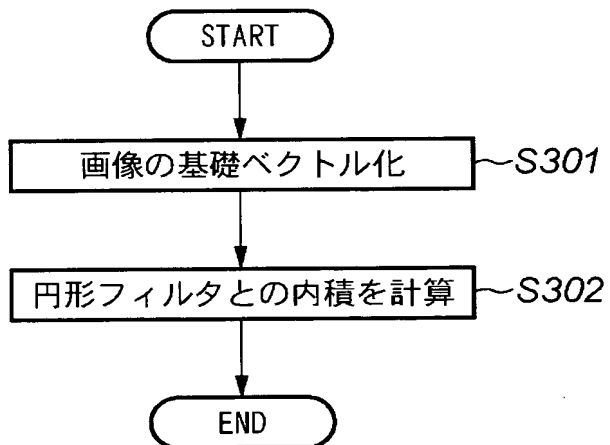 START
画像の基礎ベクトル化
S301
円形フィルタとの内積を計算
S302
END